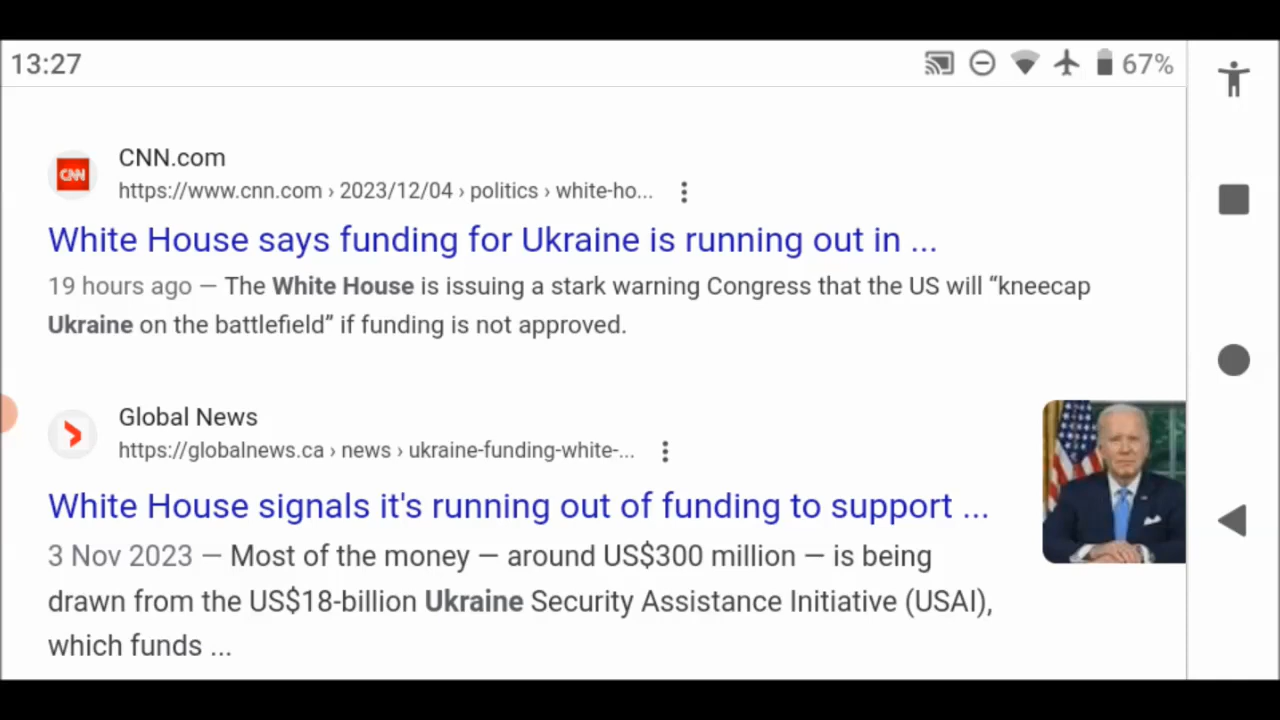 13:27
67%
CNN
CNN.com
https://www.cnn.com › 2023/12/04 › politics › white-ho...
White House says funding for Ukraine is running out in ...
19 hours ago — The White House is issuing a stark warning Congress that the US will “kneecap
Ukraine on the battlefield” if funding is not approved.
Global News
https://globalnews.ca › news › ukraine-funding-white-...
White House signals it's running out of funding to support ...
3 Nov 2023 — Most of the money — around US$300 million — is being
drawn from the US$18-billion Ukraine Security Assistance Initiative (USAI),
which funds ...